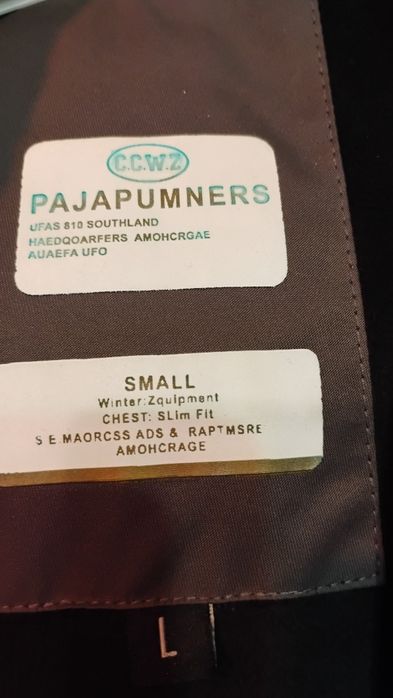 C.C.W.Z
PAJAPUMNERS
UFAS 810 SOUTHLAND
HAEDQOARFERS AMOHCRGAE
AUAEFA UFO
SMALL
Winter:Zquipment
CHEST: SLim Fit
S E.MAORCSS ADS & RAPTMSRE
AMOHCRAGE
L